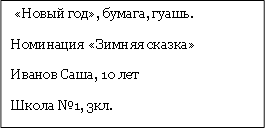 «Новый год», бумага, гуашь.
Номинация «Зимняя сказка»
Иванов Саша, 10 лет
Школа №1, 3кл.